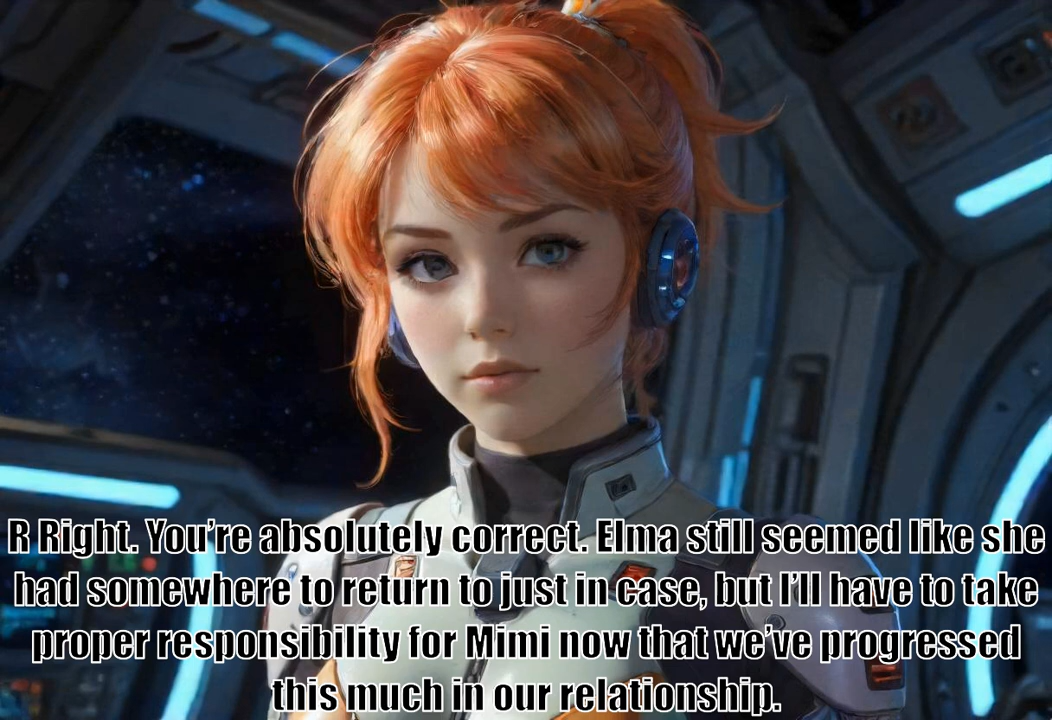 R Right. You’re absolutely correct. Elma still seemed like she
had somewhere to return to just in case, but I’ll have to take
proper responsibility for Mimi now that we’ve progressed
this much in our relationship.